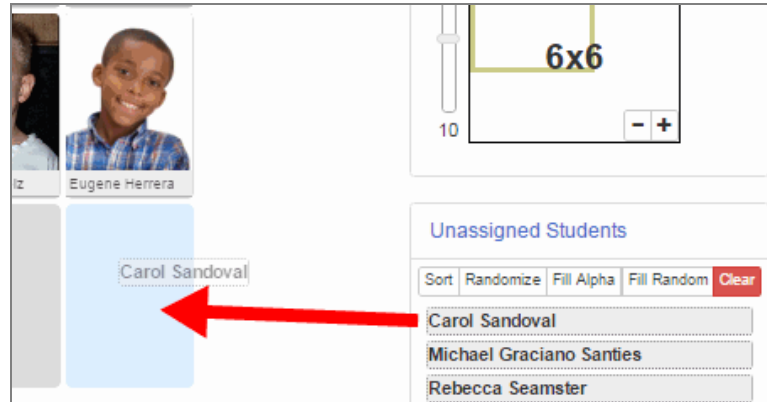 6x6
10
- +
lz
Eugene Herrera
Carol Sandoval
Unassigned Students
Sort Randomize Fill Alpha Fill Random Clear
Carol Sandoval
Michael Graciano Santies
Rebecca Seamster